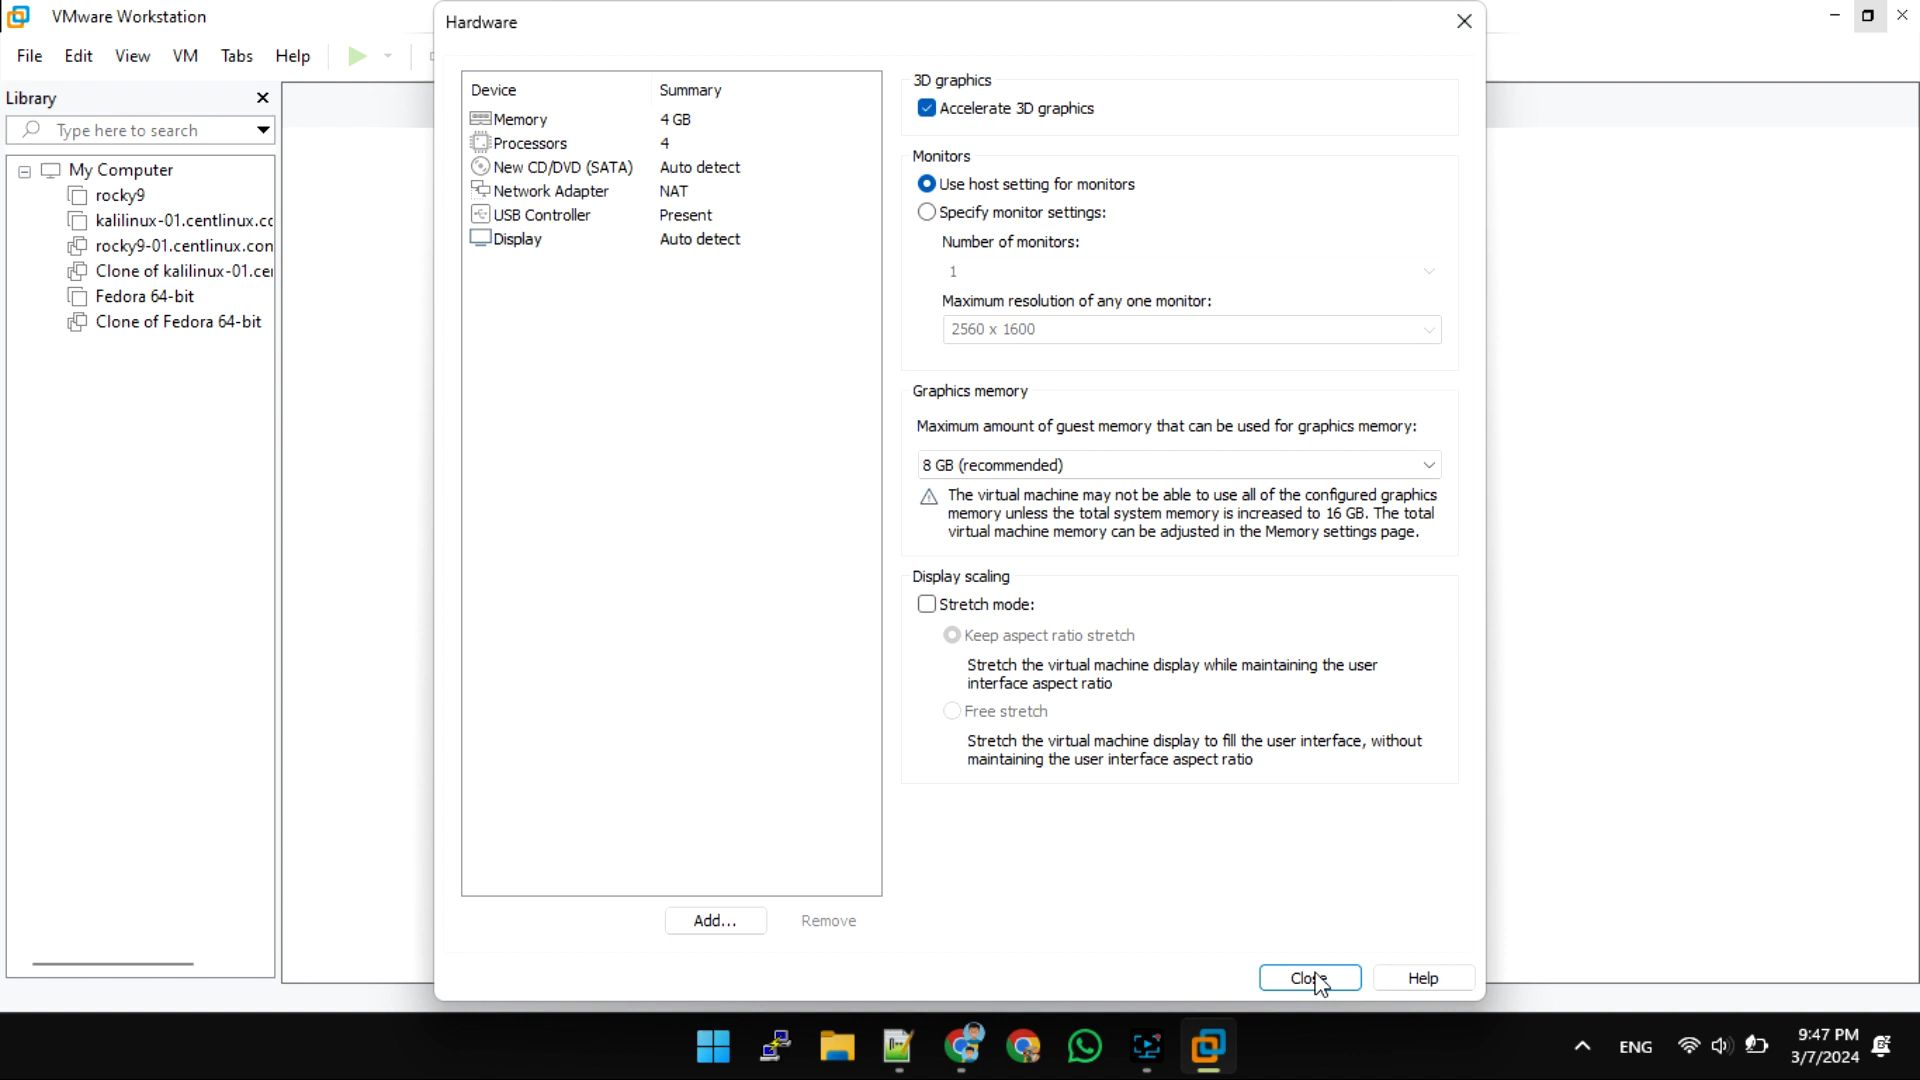 VMware Workstation
File Edit View VM Tabs Help
Library
Type here to search
My Computer
rocky9
kalilinux-01.centlinux.cc
rocky9-01.centlinux.con
Clone of kalilinux-01.cei
Fedora 64-bit
Clone of Fedora 64-bit
Hardware
Device Summary
Memory 4 GB
Processors 4
New CD/DVD (SATA) Auto detect
Network Adapter NAT
USB Controller Present
Display Auto detect
Add... Remove
3D graphics
Accelerate 3D graphics
Monitors
Use host setting for monitors
Specify monitor settings:
Number of monitors:
1
Maximum resolution of any one monitor:
2560 x 1600
Graphics memory
Maximum amount of guest memory that can be used for graphics memory:
8 GB (recommended)
The virtual machine may not be able to use all of the configured graphics
memory unless the total system memory is increased to 16 GB. The total
virtual machine memory can be adjusted in the Memory settings page.
Display scaling
Stretch mode:
Keep aspect ratio stretch
Stretch the virtual machine display while maintaining the user
interface aspect ratio
Free stretch
Stretch the virtual machine display to fill the user interface, without
maintaining the user interface aspect ratio
Close Help
ENG
9:47 PM
3/7/2024